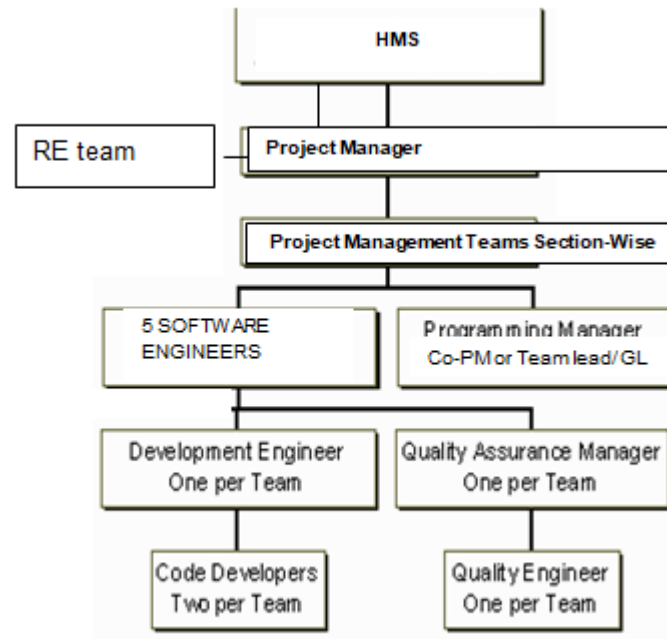 HMS
RE team
Project Manager
Project Management Teams Section-Wise
5 SOFTWARE
ENGINEERS
Programming Manager
Co-PM or Team lead/ GL
Development Engineer
One per Team
Quality Assurance Manager
One per Team
Code Developers
Two per Team
Quality Engineer
One per Team